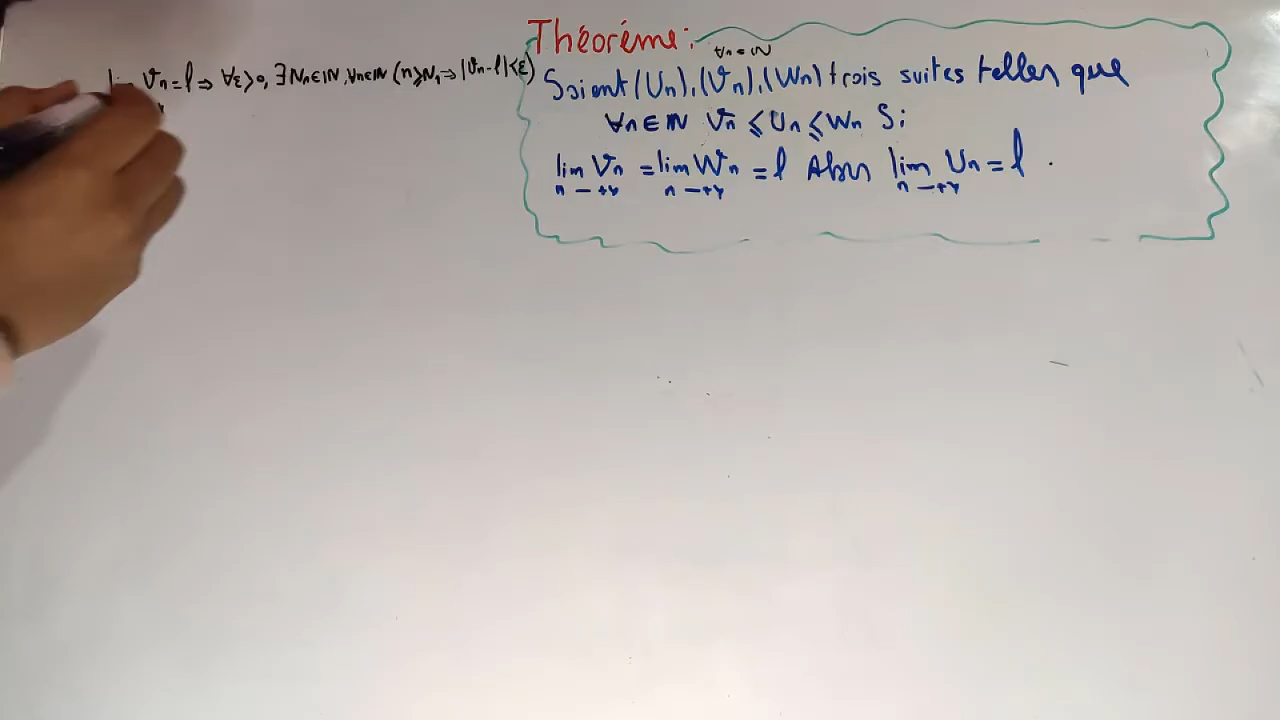 Théoréme:
∀n ∈ ℕ
Soient (Un), (Vn), (Wn) trois suites telles que
∀n ∈ ℕ Vn ⩽ Un ⩽ Wn Si
lim Vn = lim Wn = l Alors lim Un = l .
n → +∞ n → +∞ n → +∞
lim Vn = l ⇒ ∀ε > 0, ∃ N₁ ∈ ℕ, ∀n ∈ ℕ (n ⩾ N₁ → |Vn - l| < ε)